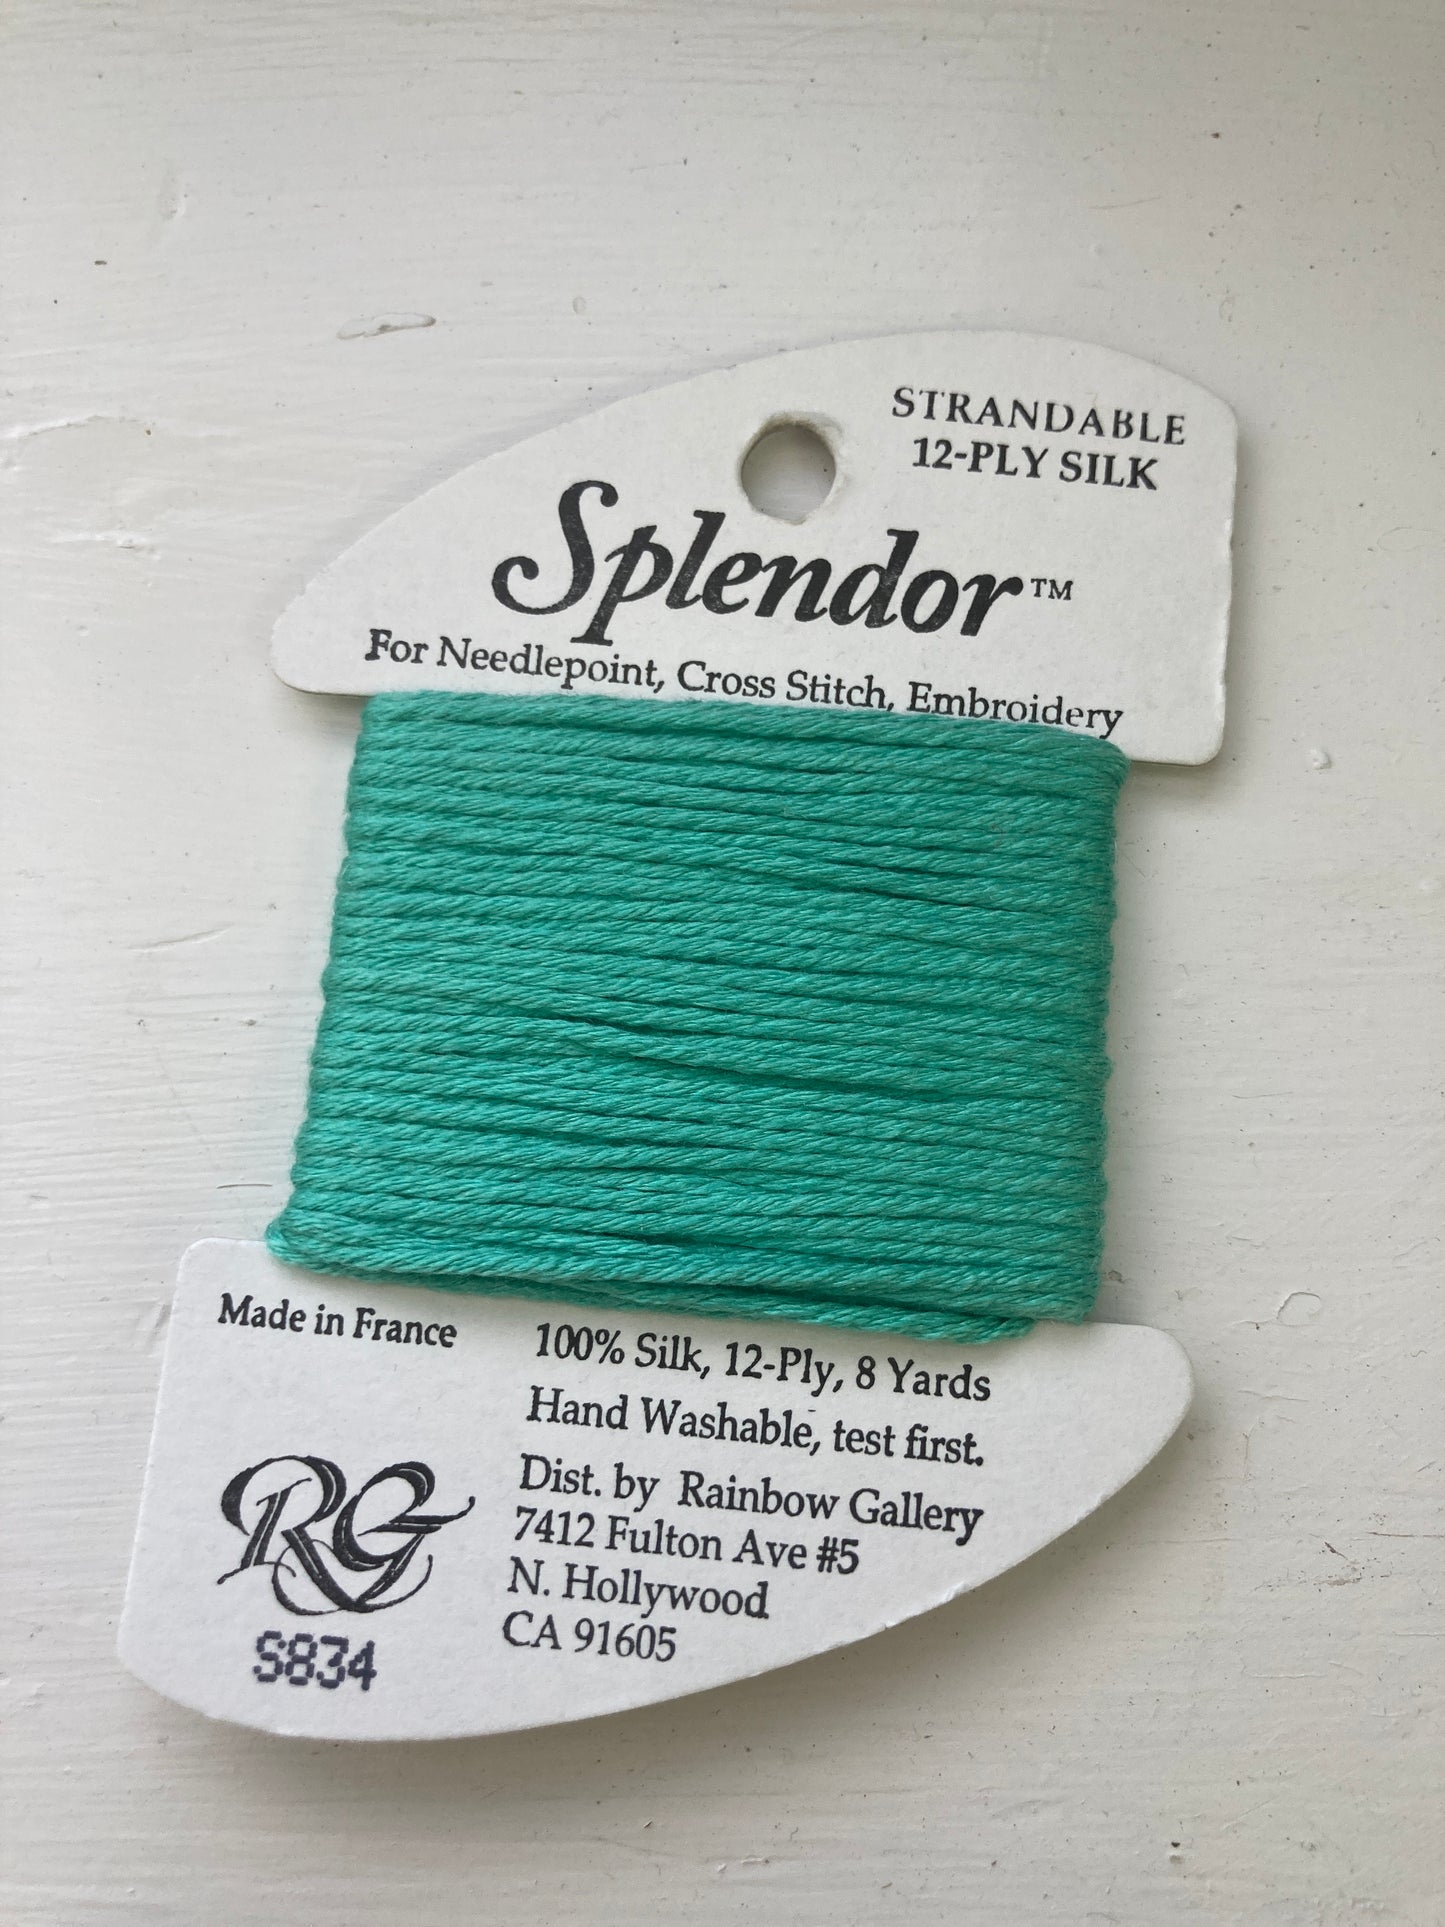 STRANDABLE
12-PLY SILK
Splendor™
For Needlepoint, Cross Stitch, Embroidery
Made in France
100% Silk, 12-Ply, 8 Yards
Hand Washable, test first.
Dist. by Rainbow Gallery
7412 Fulton Ave #5
N. Hollywood
CA 91605
RG
S834